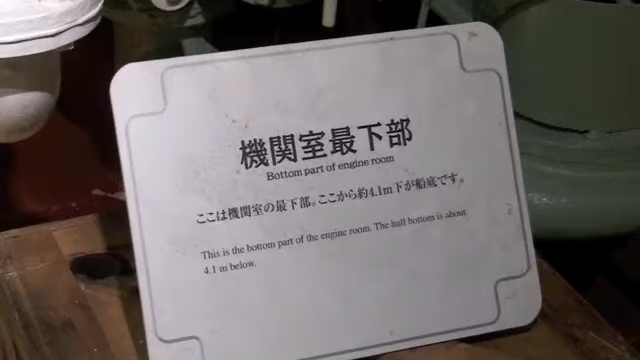 機関室最下部
Bottom part of engine room
ここは機関室の最下部。ここから約4.1m下が船底です。
This is the bottom part of the engine room. The hull bottom is about
4.1 m below.